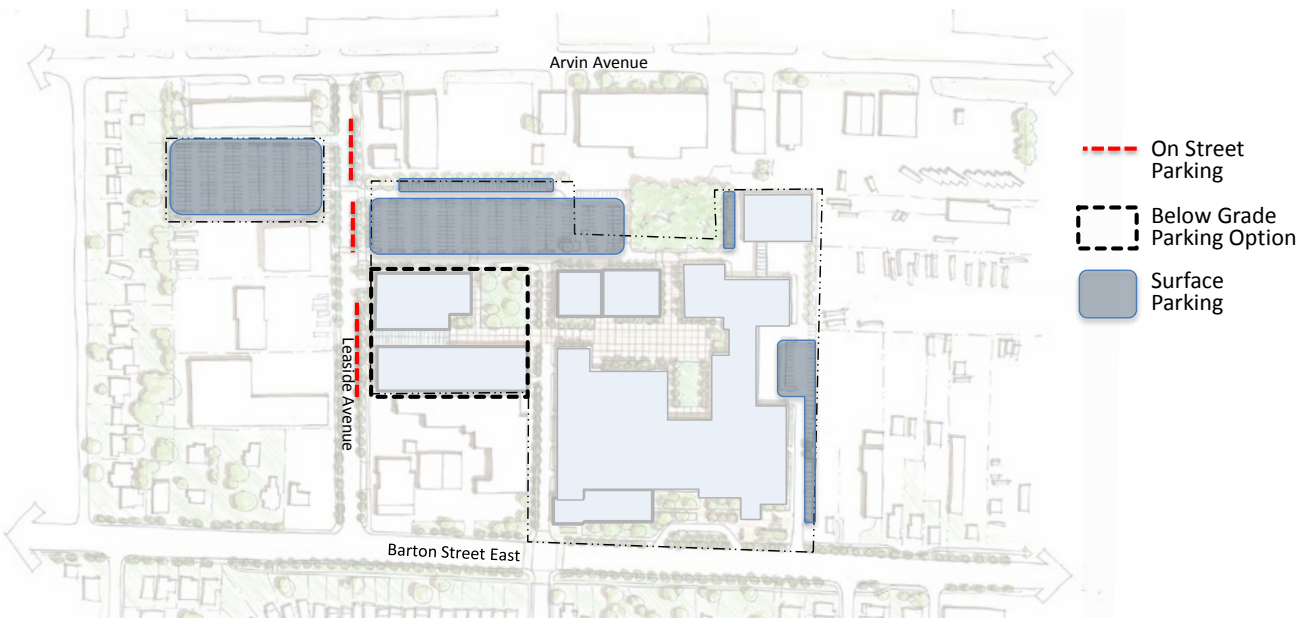 Arvin Avenue
On Street
Parking
Below Grade
Parking Option
Surface
Parking
Leaside Avenue
Barton Street East